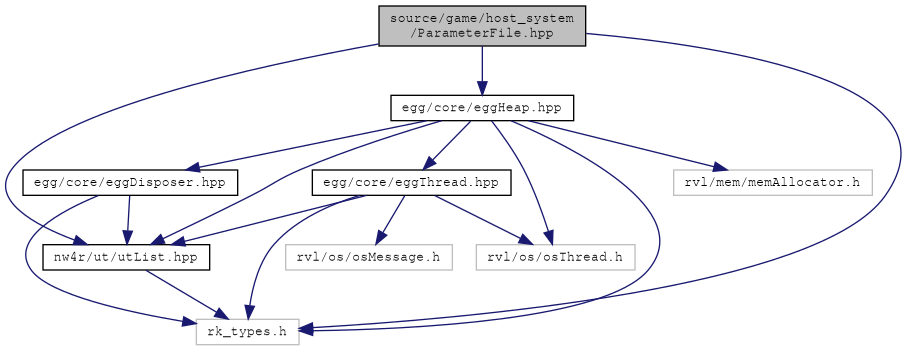 source/game/host_system
/ParameterFile.hpp
egg/core/eggHeap.hpp
egg/core/eggDisposer.hpp
egg/core/eggThread.hpp
rvl/mem/memAllocator.h
nw4r/ut/utList.hpp
rvl/os/osMessage.h
rvl/os/osThread.h
rk_types.h